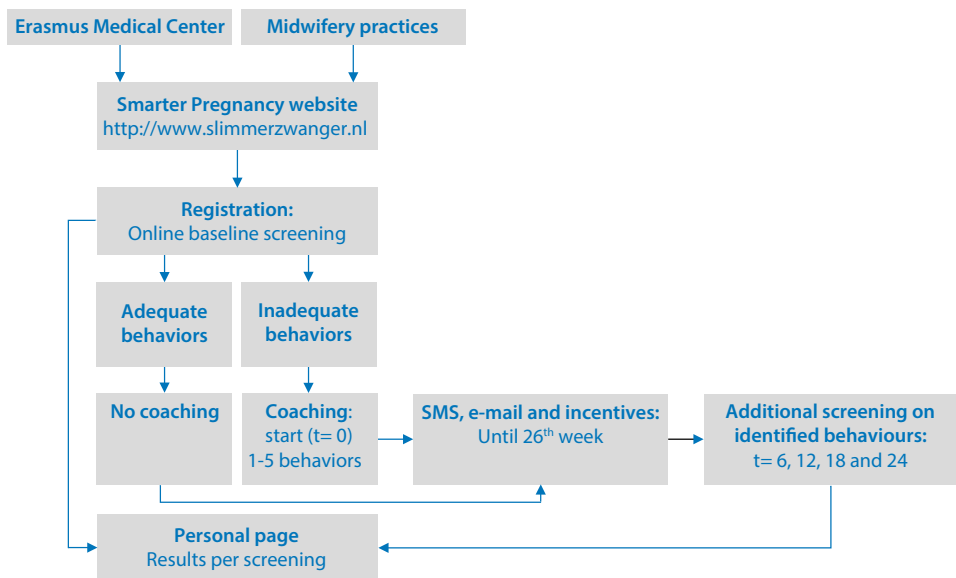 Erasmus Medical Center
Midwifery practices
Smarter Pregnancy website
http://www.slimmerzwanger.nl
Registration:
Online baseline screening
Adequate
behaviors
Inadequate
behaviors
No coaching
Coaching:
start (t= 0)
1-5 behaviors
SMS, e-mail and incentives:
Until 26th week
Additional screening on
identified behaviours:
t= 6, 12, 18 and 24
Personal page
Results per screening